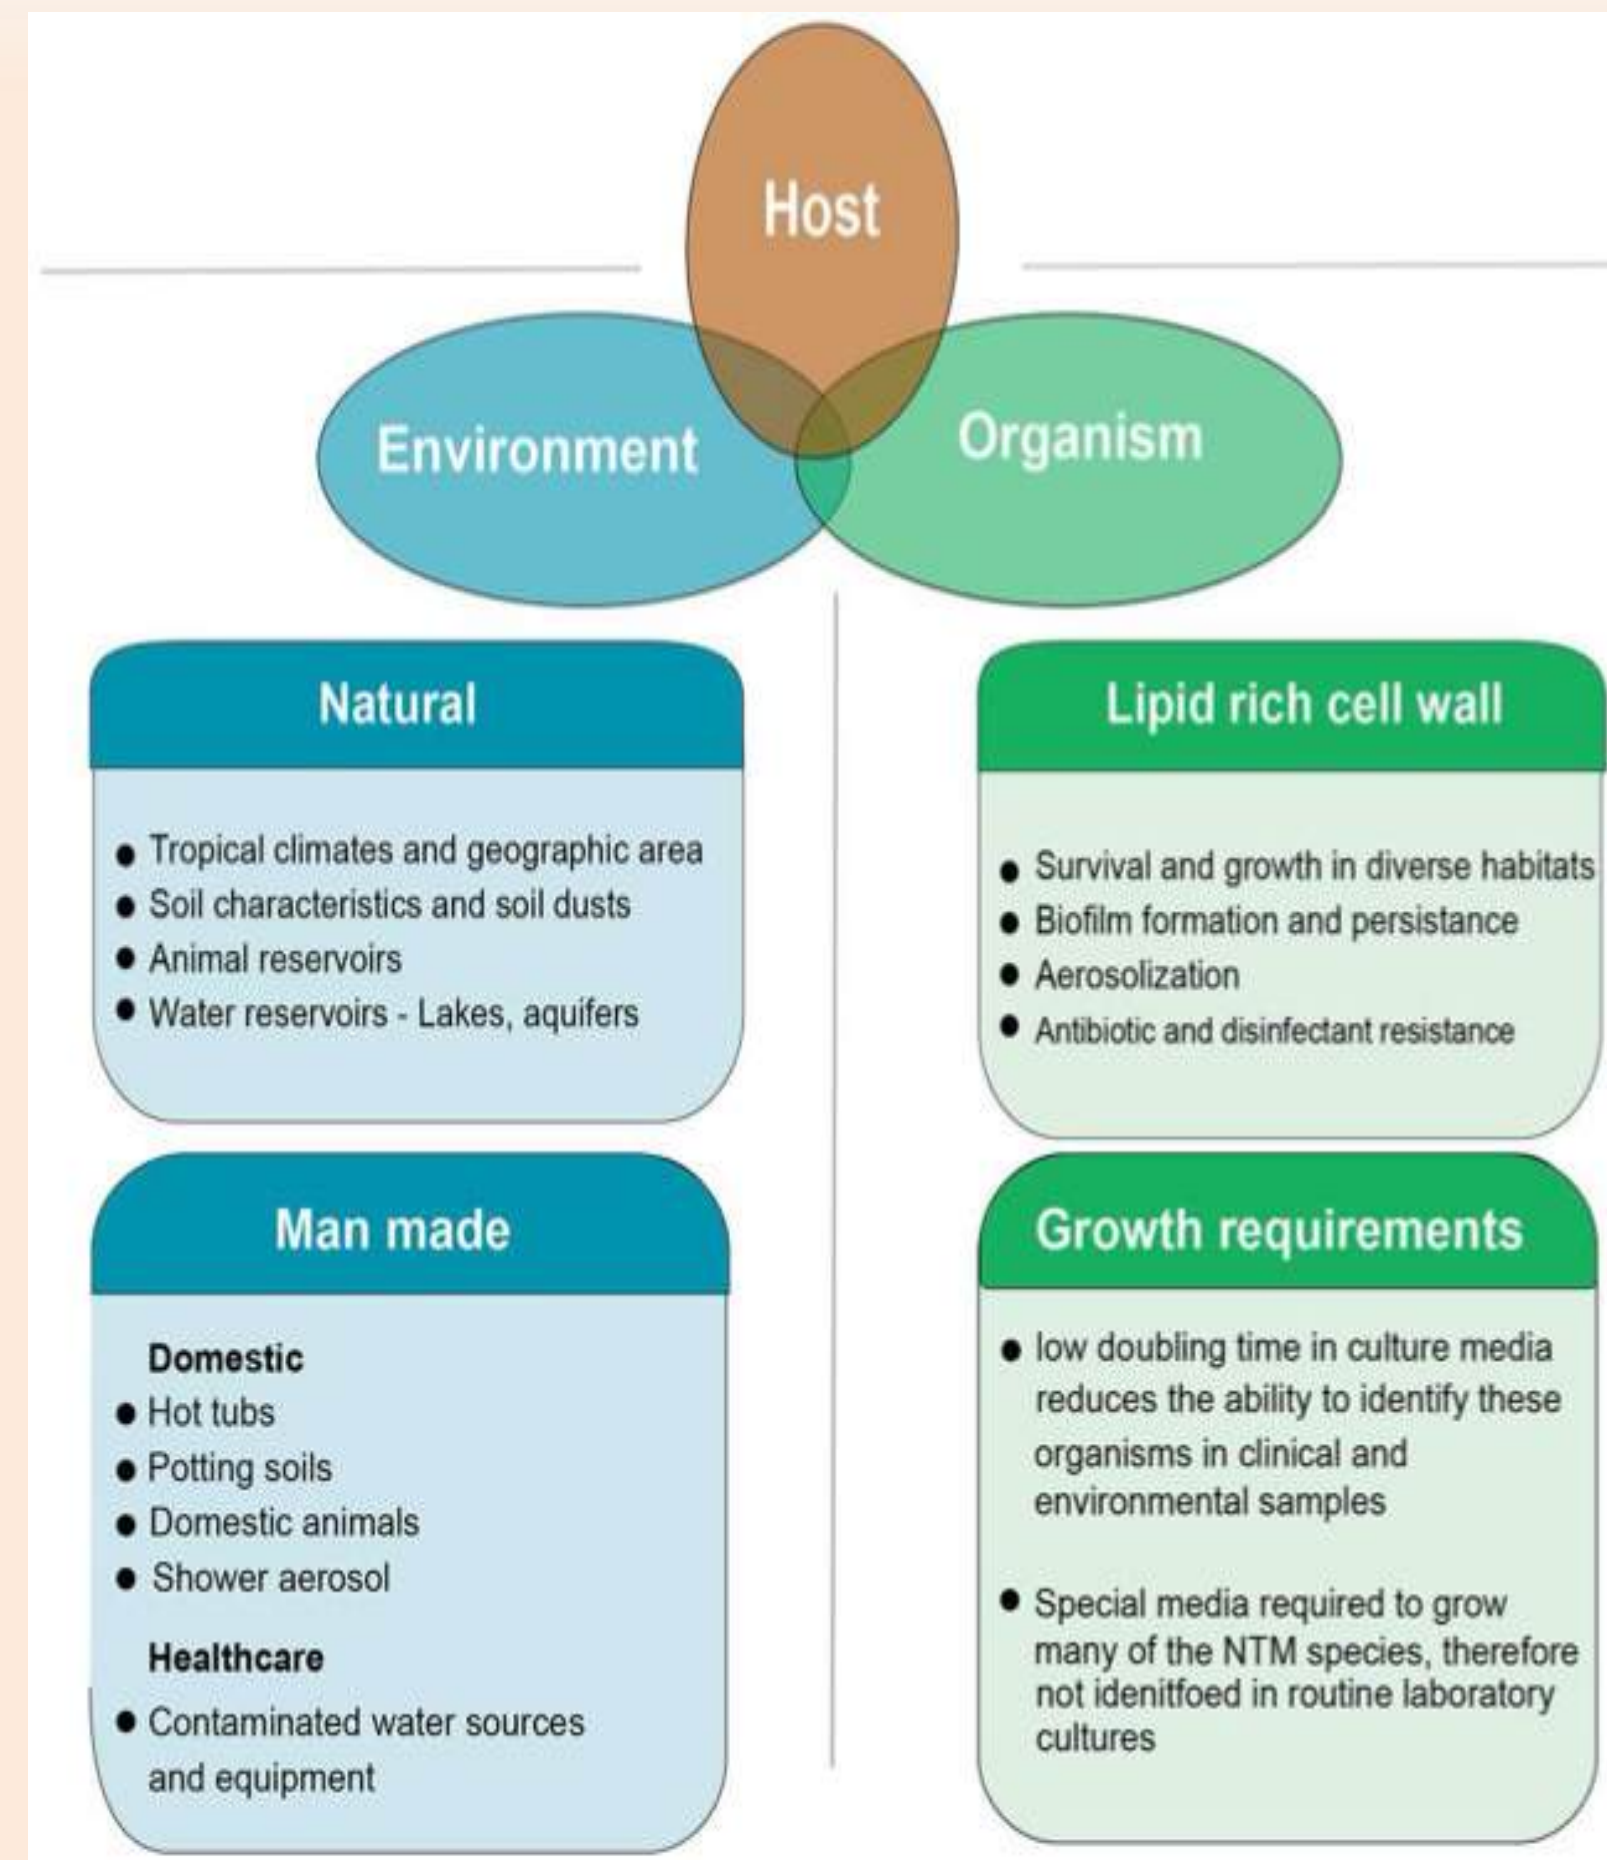 Host
Environment
Organism
Natural
● Tropical climates and geographic area
● Soil characteristics and soil dusts
● Animal reservoirs
● Water reservoirs - Lakes, aquifers
Man made
Domestic
● Hot tubs
● Potting soils
● Domestic animals
● Shower aerosol
Healthcare
● Contaminated water sources
and equipment
Lipid rich cell wall
● Survival and growth in diverse habitats
● Biofilm formation and persistance
● Aerosolization
● Antibiotic and disinfectant resistance
Growth requirements
● low doubling time in culture media
reduces the ability to identify these
organisms in clinical and
environmental samples
● Special media required to grow
many of the NTM species, therefore
not idenitfoed in routine laboratory
cultures